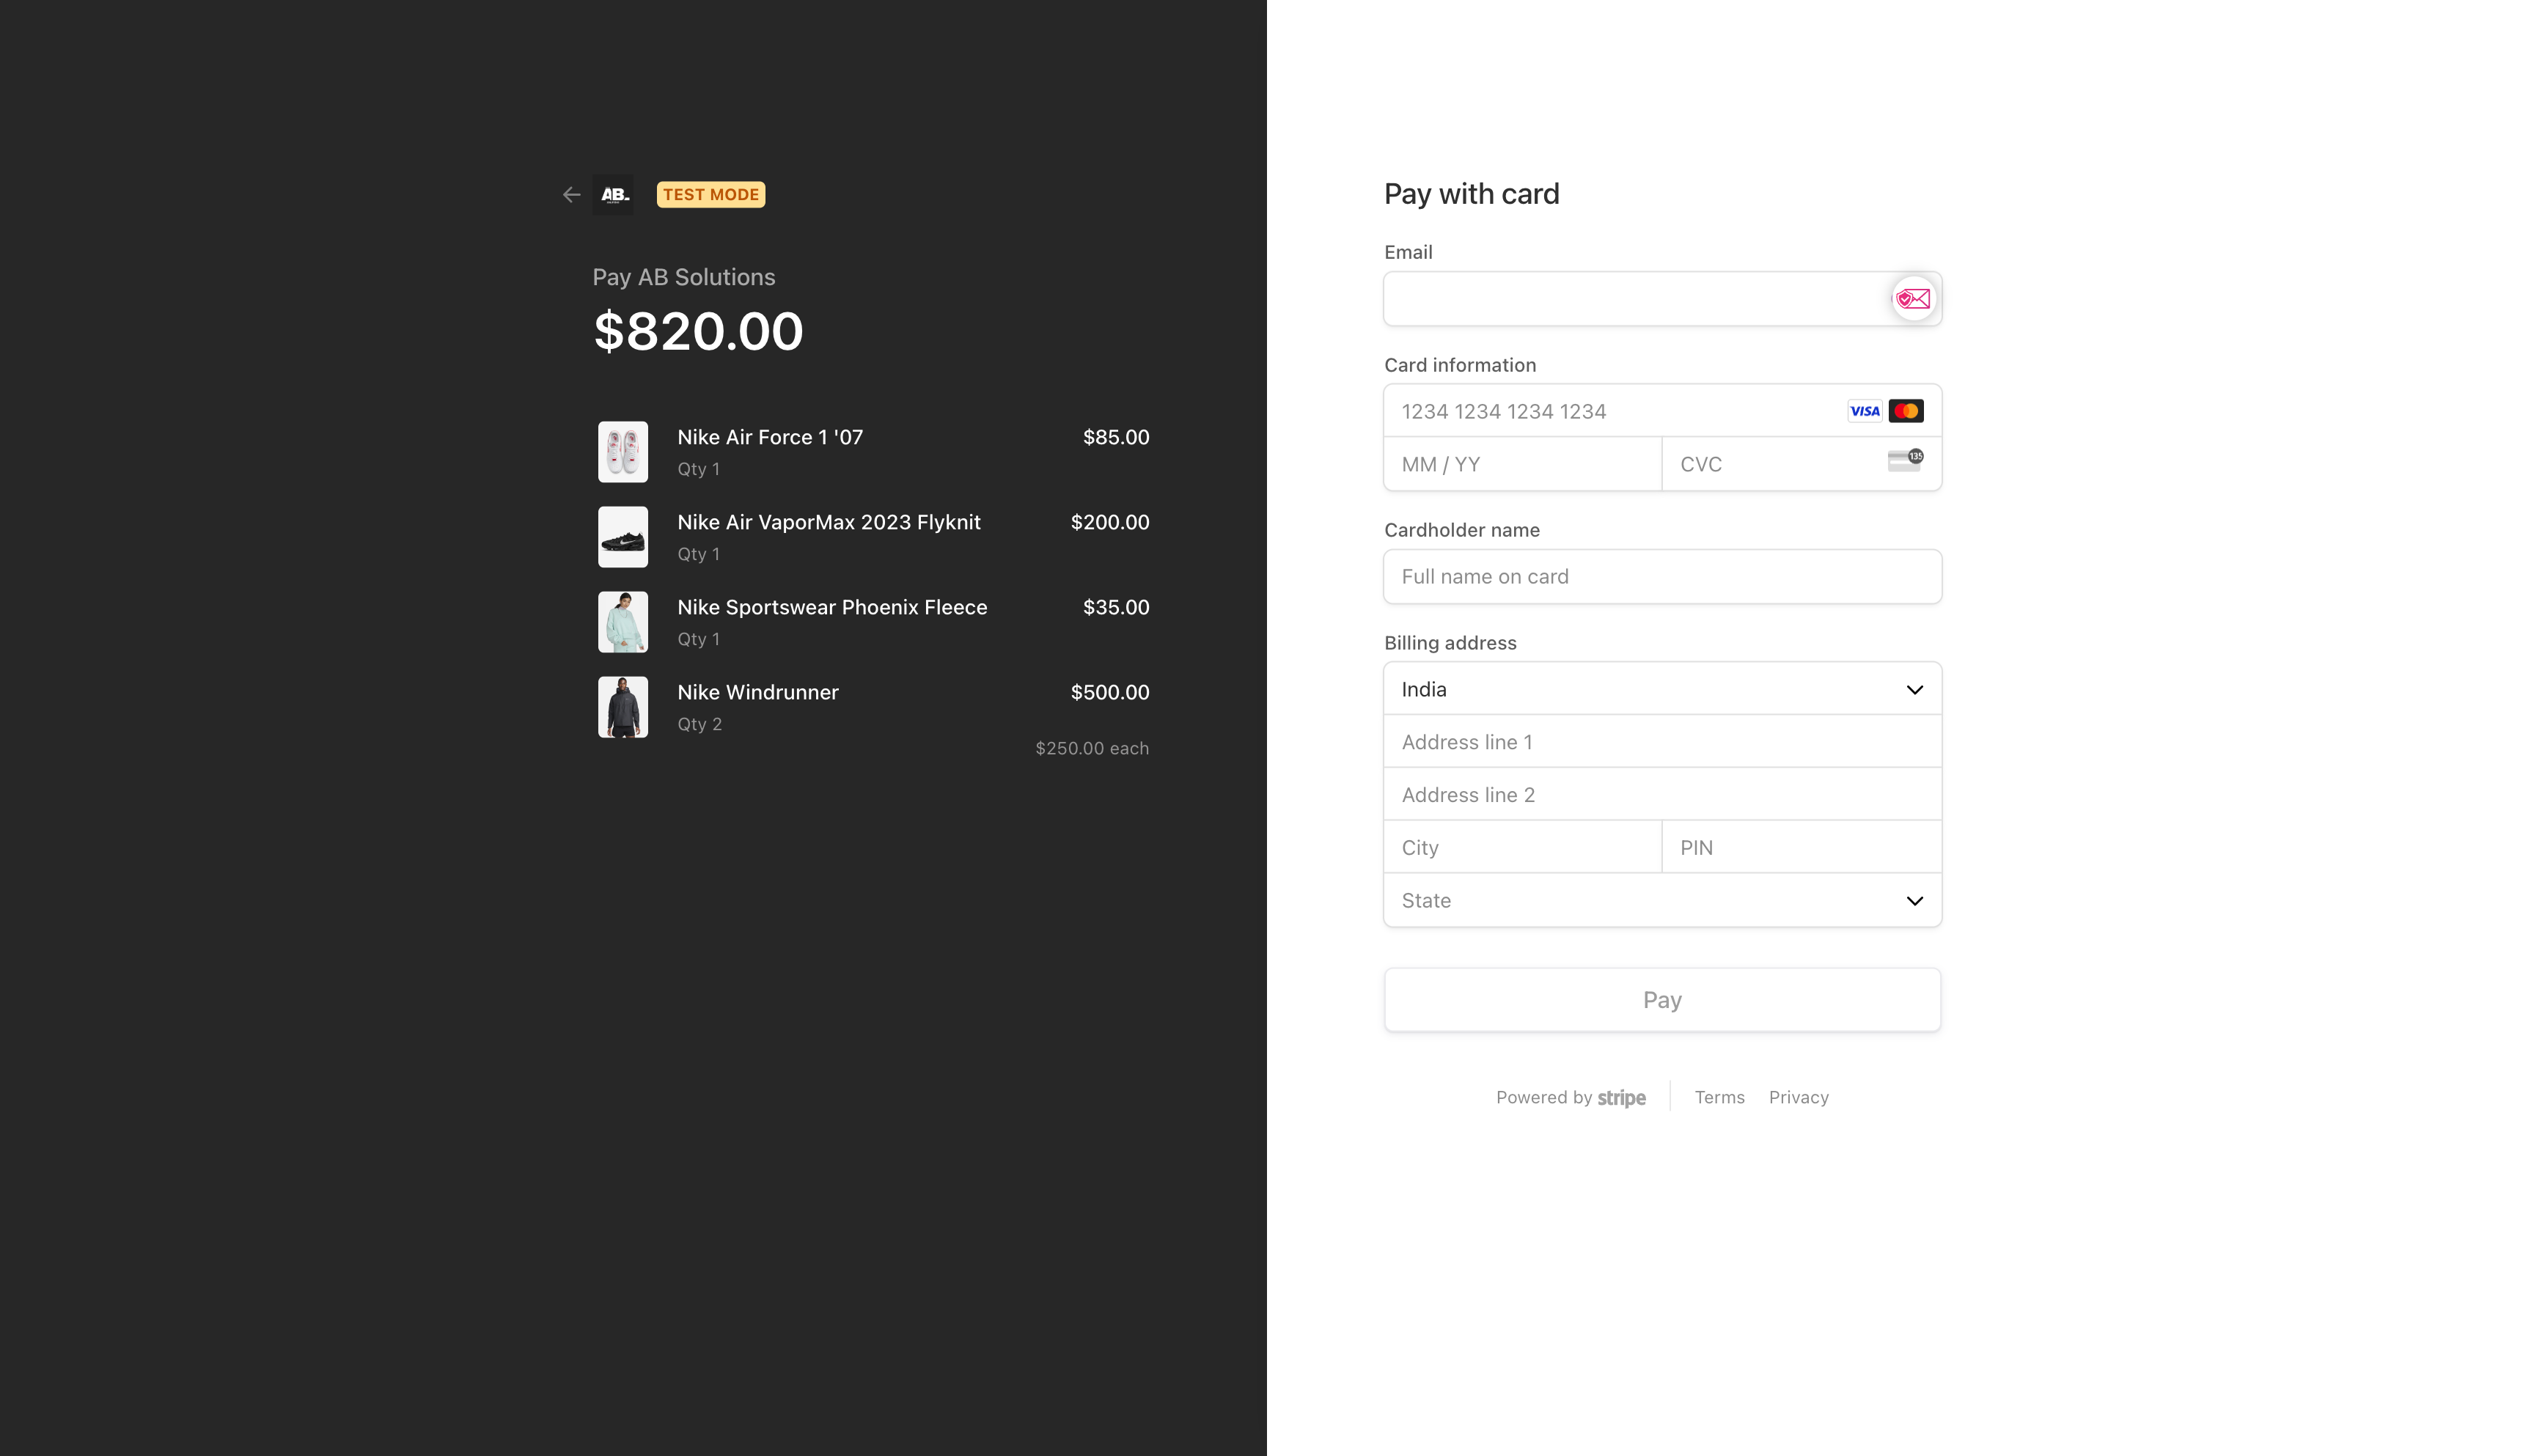 AB.
TEST MODE
Pay AB Solutions
$820.00
Nike Air Force 1 '07 $85.00
Qty 1
Nike Air VaporMax 2023 Flyknit $200.00
Qty 1
Nike Sportswear Phoenix Fleece $35.00
Qty 1
Nike Windrunner $500.00
Qty 2
$250.00 each
Pay with card
Email
Card information
1234 1234 1234 1234 VISA
MM / YY CVC 135
Cardholder name
Full name on card
Billing address
India
Address line 1
Address line 2
City PIN
State
Pay
Powered by stripe Terms Privacy